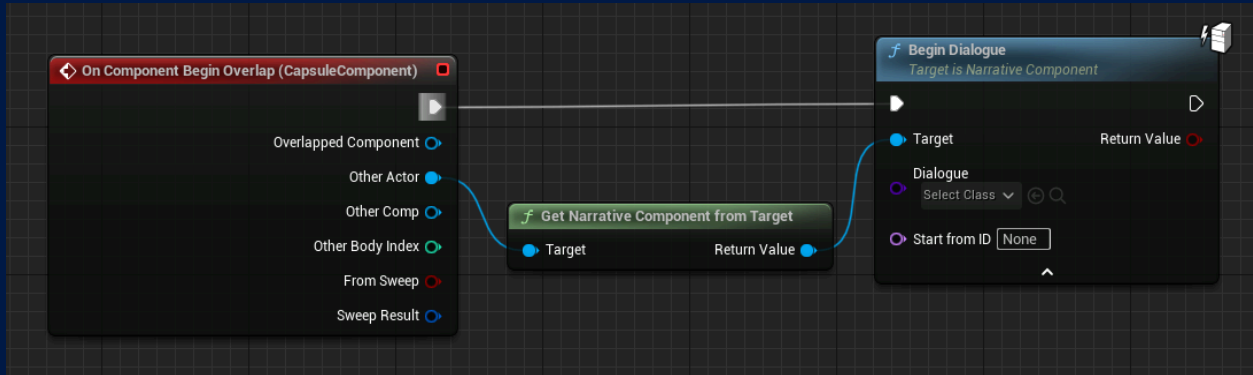 On Component Begin Overlap (CapsuleComponent)
Overlapped Component
Other Actor
Other Comp
Other Body Index
From Sweep
Sweep Result
f Get Narrative Component from Target
Target Return Value
f Begin Dialogue
Target is Narrative Component
Target Return Value
Dialogue
Select Class
Start from ID None